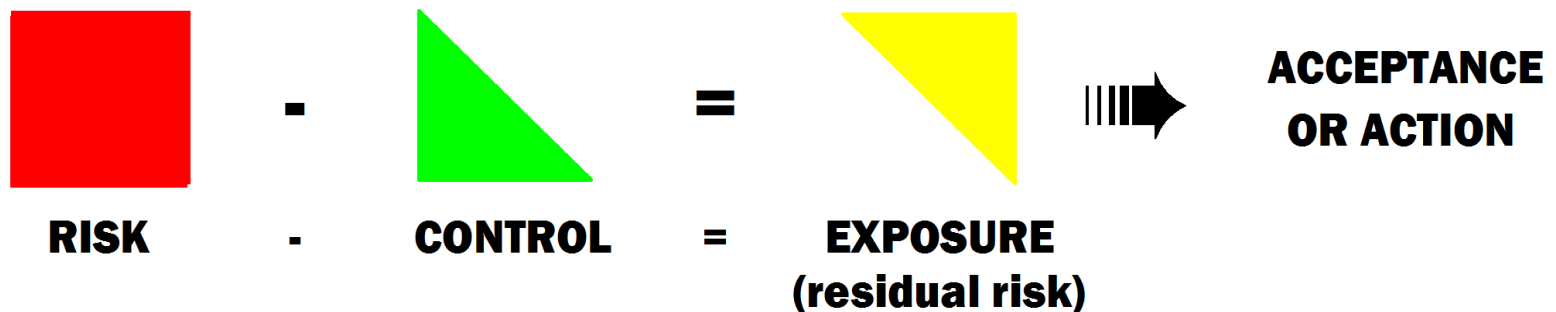 - = ACCEPTANCE
OR ACTION
RISK - CONTROL = EXPOSURE
(residual risk)